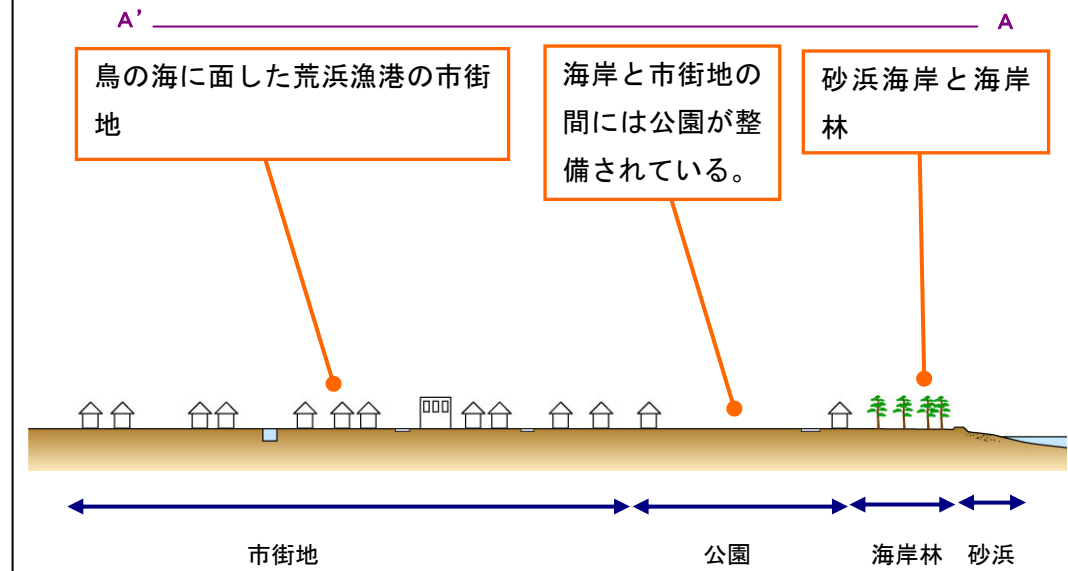 A’ A
鳥の海に面した荒浜漁港の市街
地
海岸と市街地の
間には公園が整
備されている。
砂浜海岸と海岸
林
市街地 公園 海岸林 砂浜